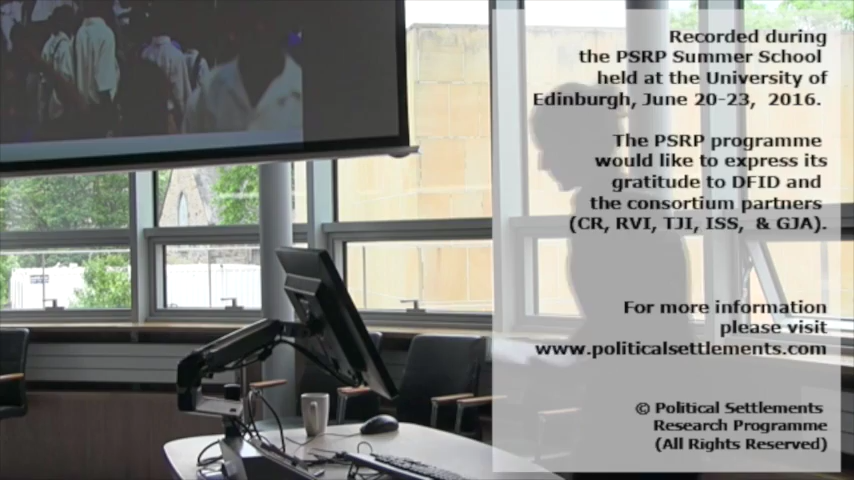 Recorded during
the PSRP Summer School
held at the University of
Edinburgh, June 20-23, 2016.
The PSRP programme
would like to express its
gratitude to DFID and
the consortium partners
(CR, RVI, TJI, ISS, & GJA).
For more information
please visit
www.politicalsettlements.com
© Political Settlements
Research Programme
(All Rights Reserved)